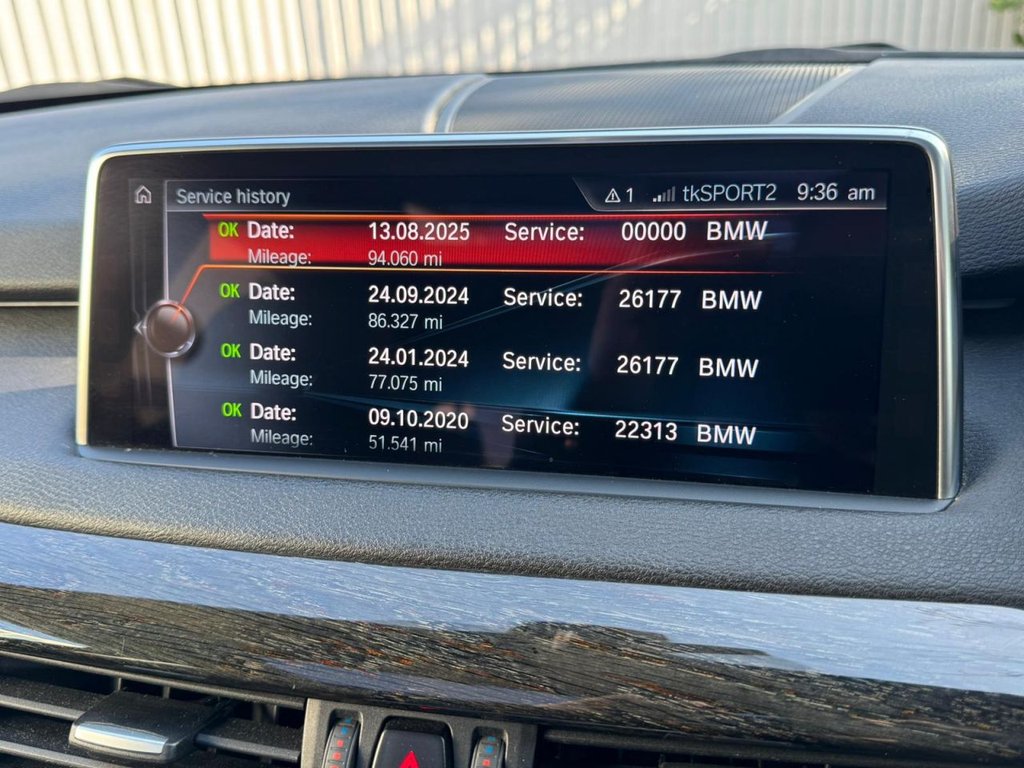 Service history 1 tkSPORT2 9:36 am
OK Date: 13.08.2025 Service: 00000 BMW
Mileage: 94.060 mi
OK Date: 24.09.2024 Service: 26177 BMW
Mileage: 86.327 mi
OK Date: 24.01.2024 Service: 26177 BMW
Mileage: 77.075 mi
OK Date: 09.10.2020 Service: 22313 BMW
Mileage: 51.541 mi